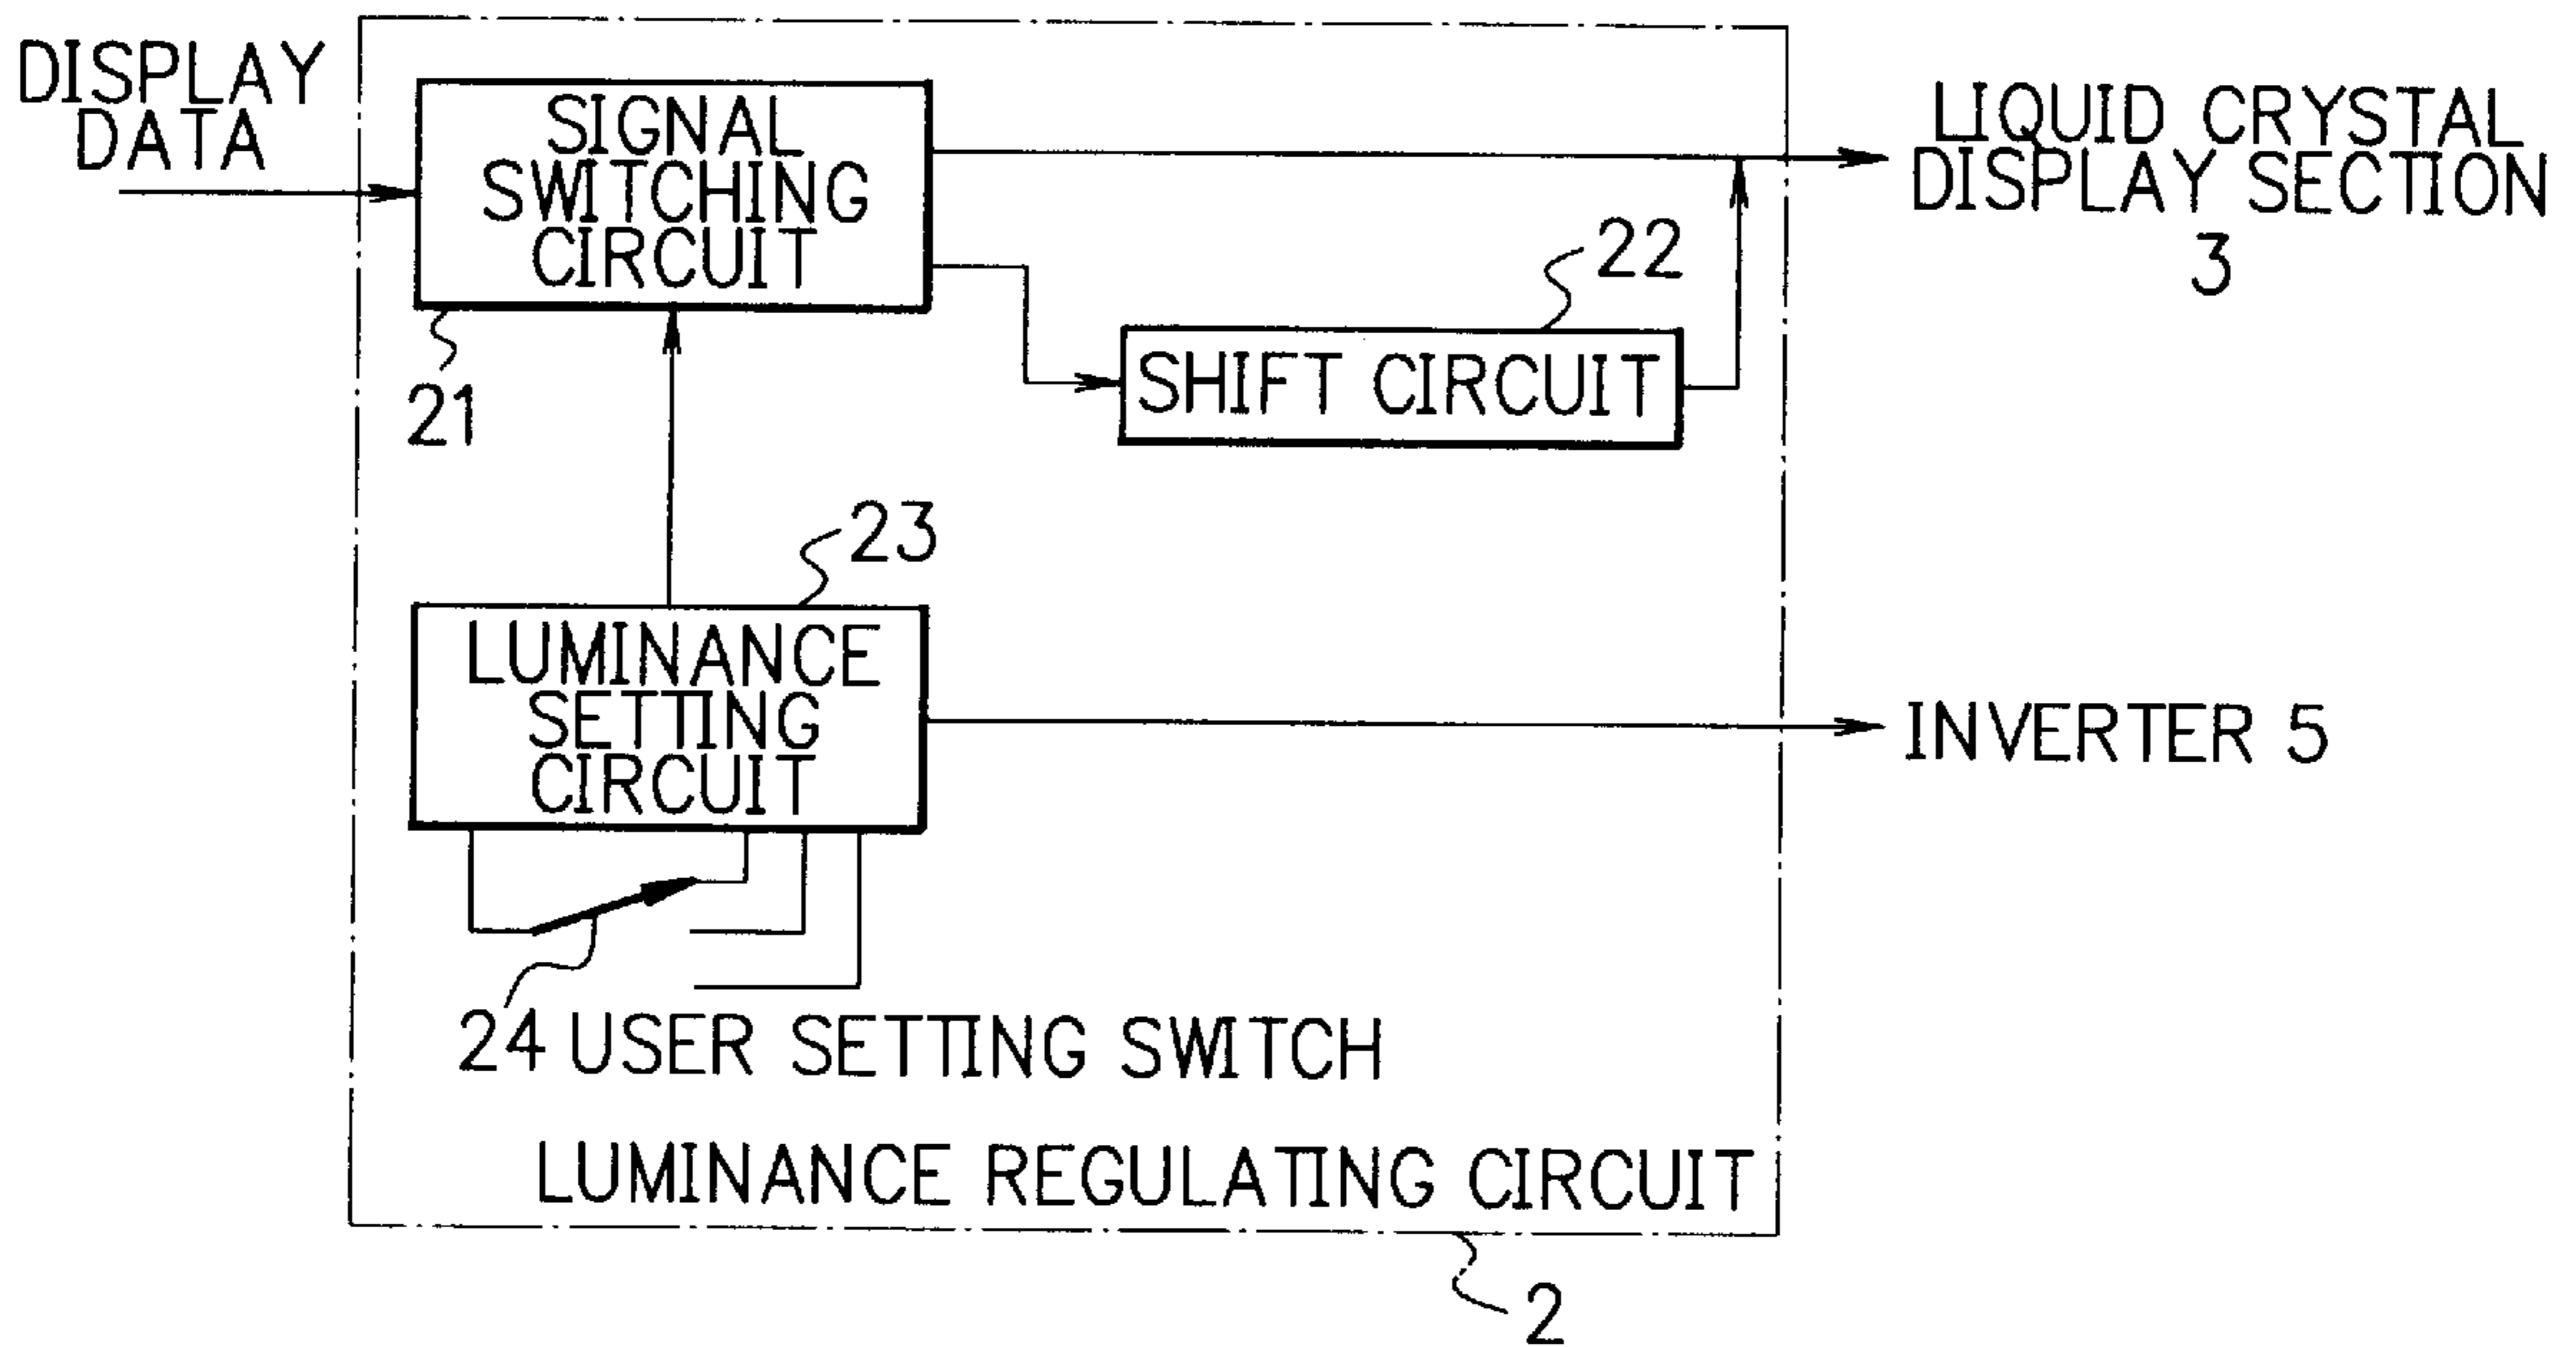 DISPLAY
DATA
SIGNAL
SWITCHING
CIRCUIT
21
LIQUID CRYSTAL
DISPLAY SECTION
3
22
SHIFT CIRCUIT
23
LUMINANCE
SETTING
CIRCUIT
INVERTER 5
24 USER SETTING SWITCH
LUMINANCE REGULATING CIRCUIT
2